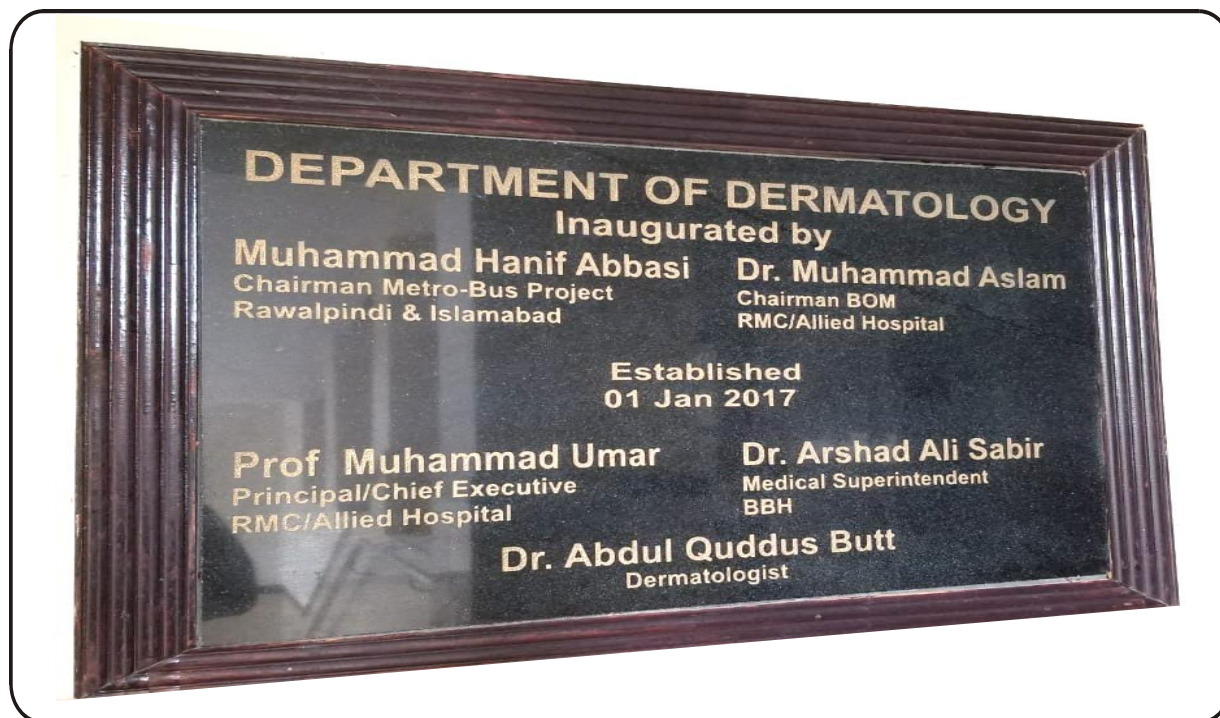 DEPARTMENT OF DERMATOLOGY
Inaugurated by
Muhammad Hanif Abbasi
Chairman Metro-Bus Project
Rawalpindi & Islamabad
Dr. Muhammad Aslam
Chairman BOM
RMC/Allied Hospital
Established
01 Jan 2017
Prof Muhammad Umar
Principal/Chief Executive
RMC/Allied Hospital
Dr. Arshad Ali Sabir
Medical Superintendent
BBH
Dr. Abdul Quddus Butt
Dermatologist